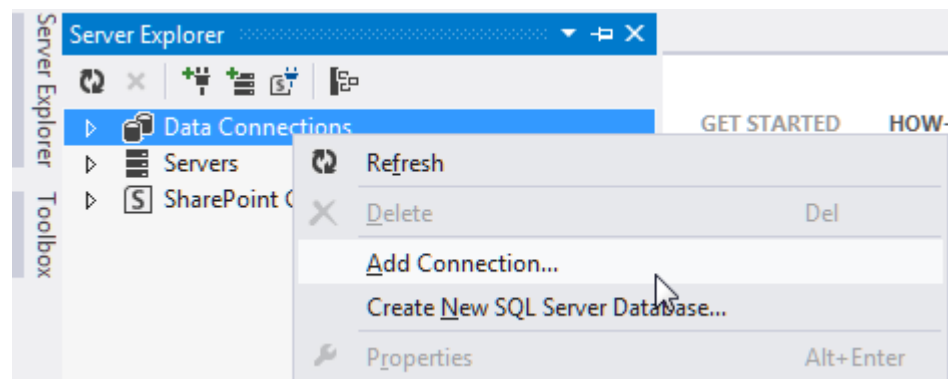 Server Explorer
Toolbox
Server Explorer
Data Connections
Servers
SharePoint C
GET STARTED HOW-
Refresh
Delete Del
Add Connection...
Create New SQL Server Database...
Properties Alt+Enter